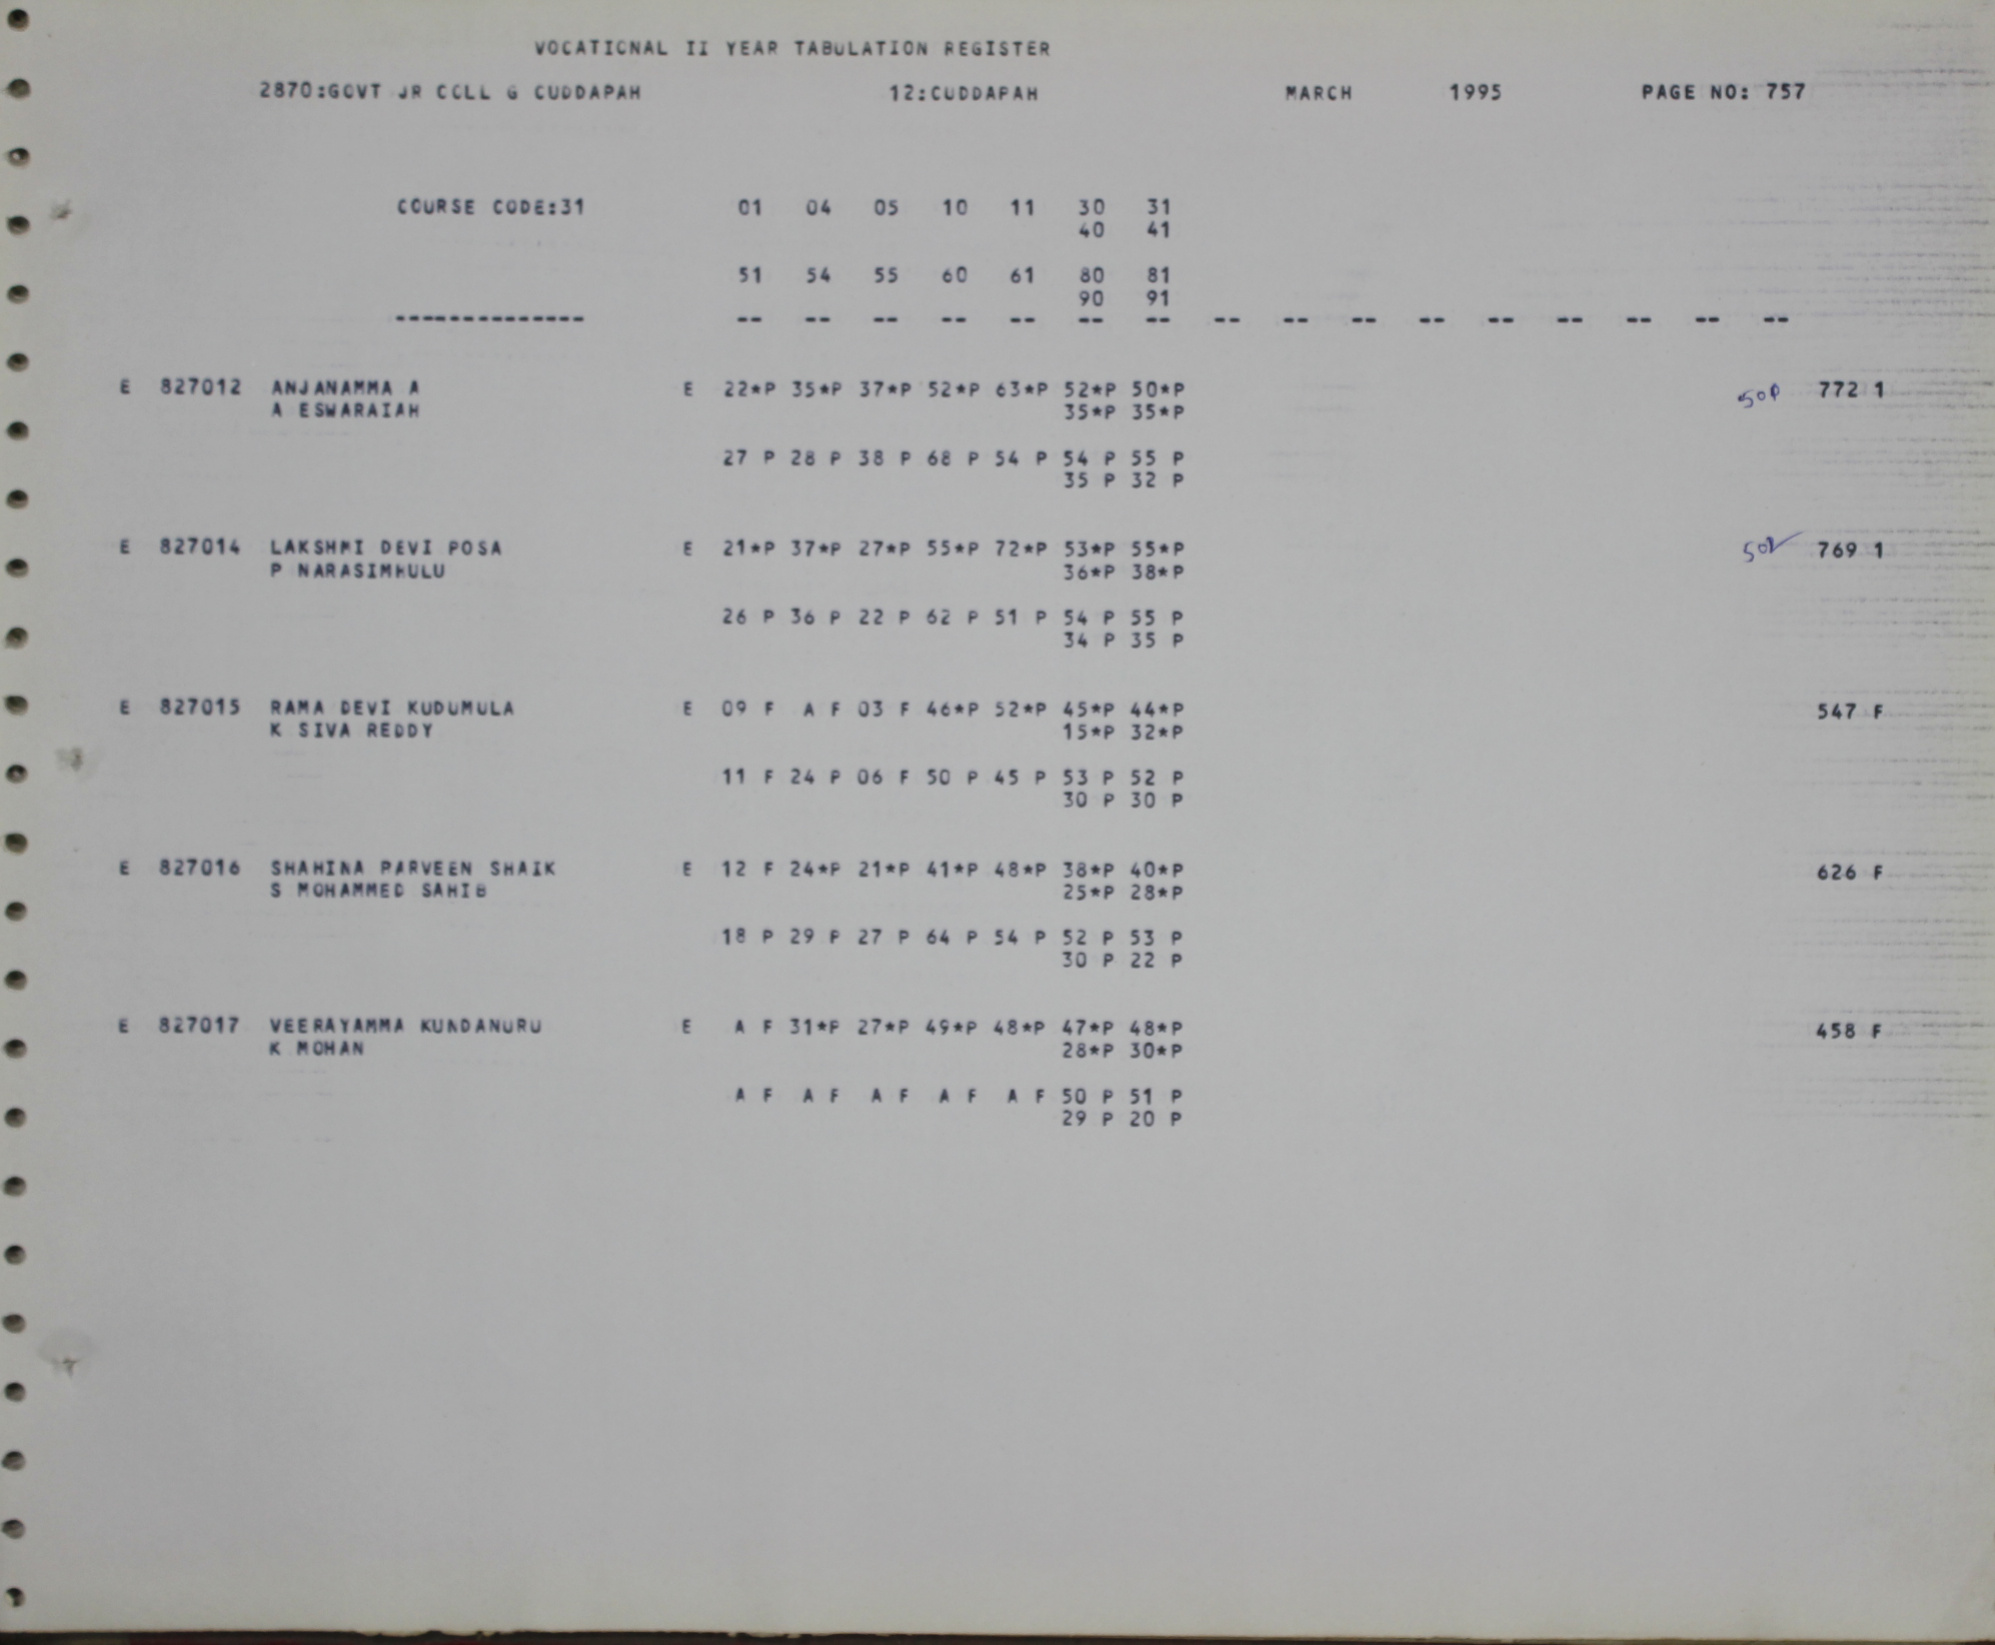 VOCATIONAL II YEAR TABULATION REGISTER
2870:GOVT JR COLL G CUDDAPAH 12:CUDDAPAH MARCH 1995 PAGE NO: 757
COURSE CODE:31 01 04 05 10 11 30 31
40 41
51 54 55 60 61 80 81
90 91
-------------- -- -- -- -- -- -- -- -- -- -- -- -- -- -- -- --
E 827012 ANJANAMMA A E 22*P 35*P 37*P 52*P 63*P 52*P 50*P 772 1
A ESWARAIAH 35*P 35*P
27 P 28 P 38 P 68 P 54 P 54 P 55 P
35 P 32 P
E 827014 LAKSHMI DEVI POSA E 21*P 37*P 27*P 55*P 72*P 53*P 55*P 769 1
P NARASIMHULU 36*P 38*P
26 P 36 P 22 P 62 P 51 P 54 P 55 P
34 P 35 P
E 827015 RAMA DEVI KUDUMULA E 09 F A F 03 F 46*P 52*P 45*P 44*P 547 F
K SIVA REDDY 15*P 32*P
11 F 24 P 06 F 50 P 45 P 53 P 52 P
30 P 30 P
E 827016 SHAHINA PARVEEN SHAIK E 12 F 24*P 21*P 41*P 48*P 38*P 40*P 626 F
S MOHAMMED SAHIB 25*P 28*P
18 P 29 P 27 P 64 P 54 P 52 P 53 P
30 P 22 P
E 827017 VEERAYAMMA KUNDANURU E A F 31*P 27*P 49*P 48*P 47*P 48*P 458 F
K MOHAN 28*P 30*P
A F A F A F A F A F 50 P 51 P
29 P 20 P